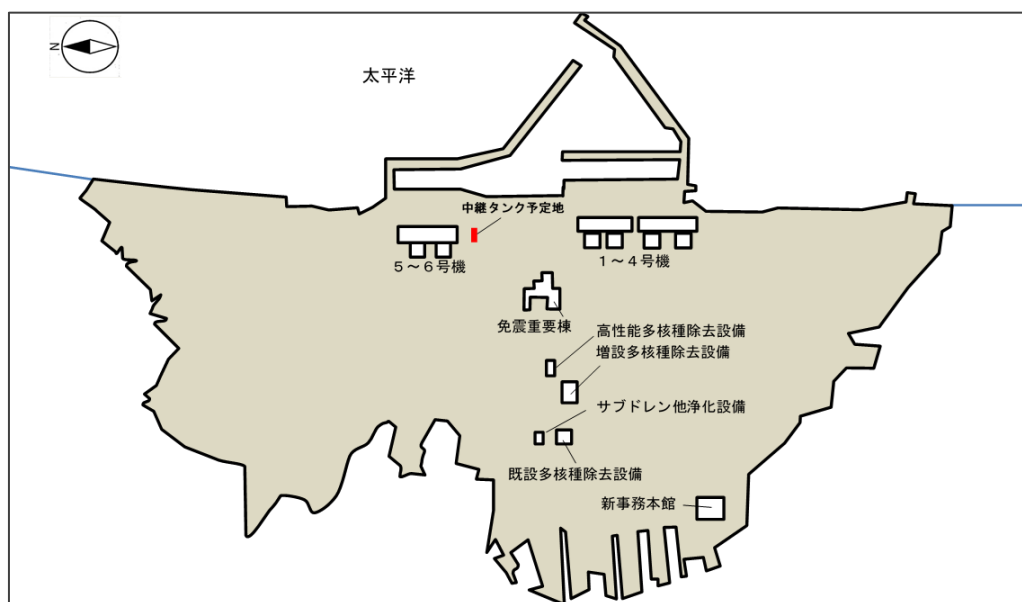 N
太平洋
中継タンク予定地
５～６号機
１～４号機
免震重要棟
高性能多核種除去設備
増設多核種除去設備
サブドレン他浄化設備
既設多核種除去設備
新事務本館